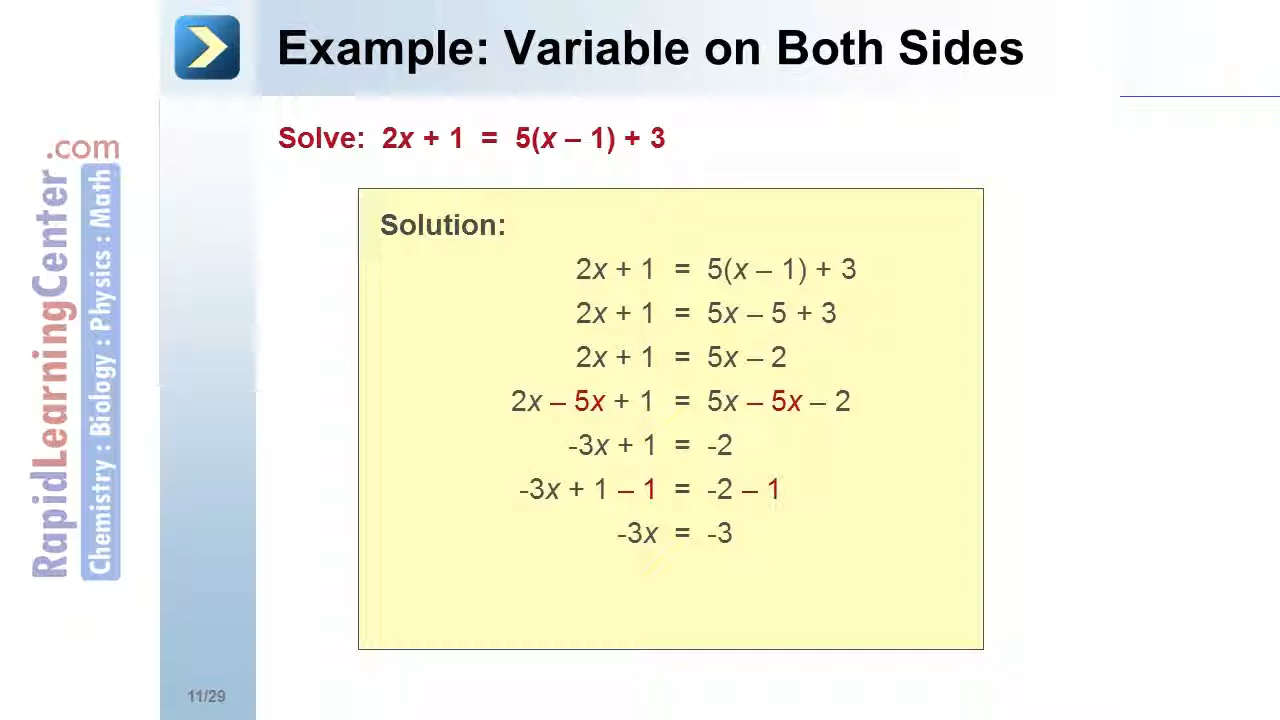 Example: Variable on Both Sides
Solve: 2x + 1 = 5(x – 1) + 3
.com
RapidLearningCenter
Chemistry : Biology : Physics : Math
Solution:
2x + 1 = 5(x – 1) + 3
2x + 1 = 5x – 5 + 3
2x + 1 = 5x – 2
2x – 5x + 1 = 5x – 5x – 2
-3x + 1 = -2
-3x + 1 – 1 = -2 – 1
-3x = -3
11/29